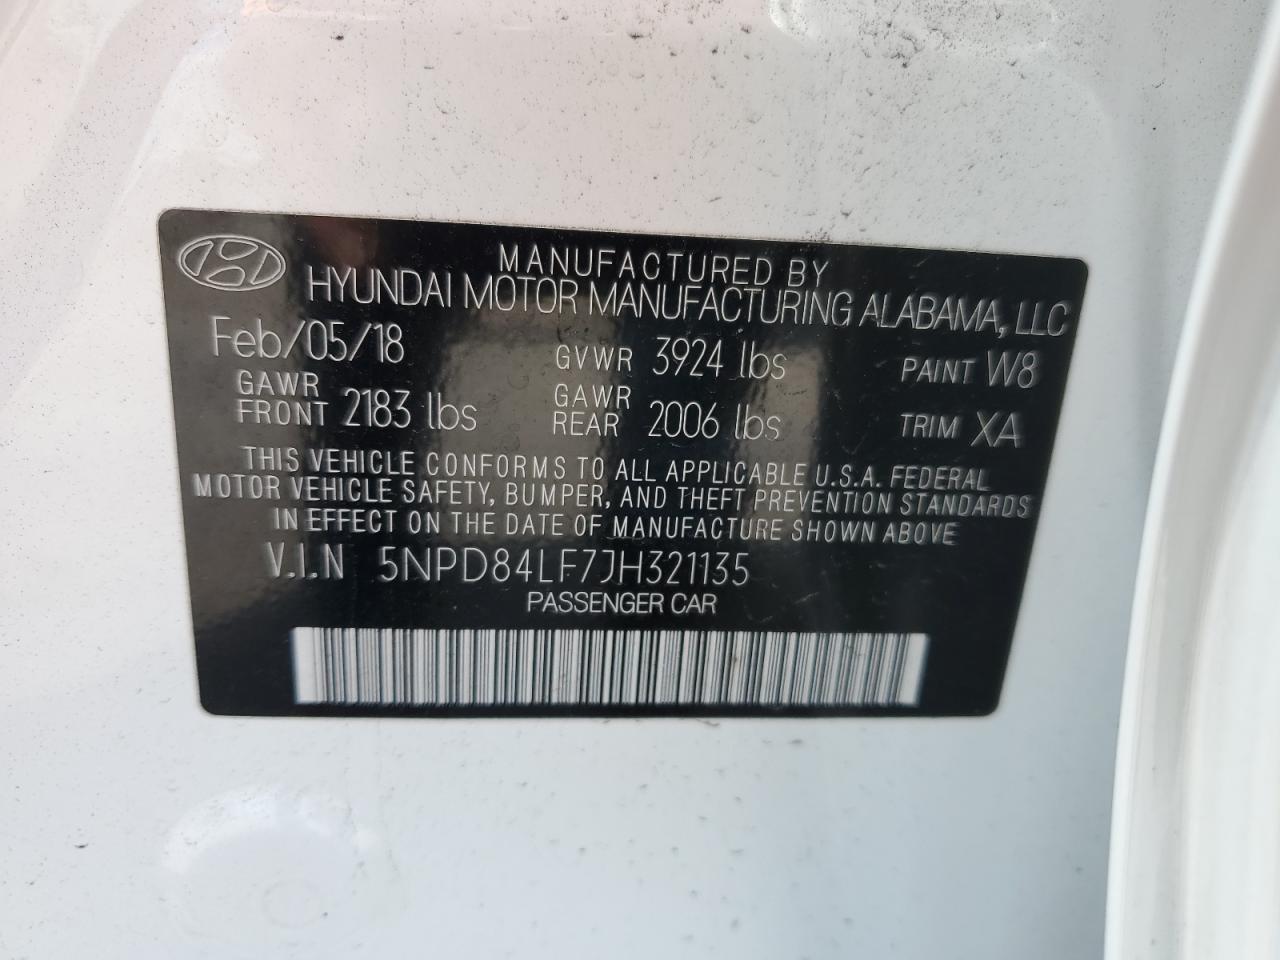 MANUFACTURED BY
HYUNDAI MOTOR MANUFACTURING ALABAMA, LLC
Feb/05/18 GVWR 3924 lbs PAINT W8
GAWR FRONT 2183 lbs GAWR REAR 2006 lbs TRIM XA
THIS VEHICLE CONFORMS TO ALL APPLICABLE U.S.A. FEDERAL
MOTOR VEHICLE SAFETY, BUMPER, AND THEFT PREVENTION STANDARDS
IN EFFECT ON THE DATE OF MANUFACTURE SHOWN ABOVE
V.I.N 5NPD84LF7JH321135
PASSENGER CAR